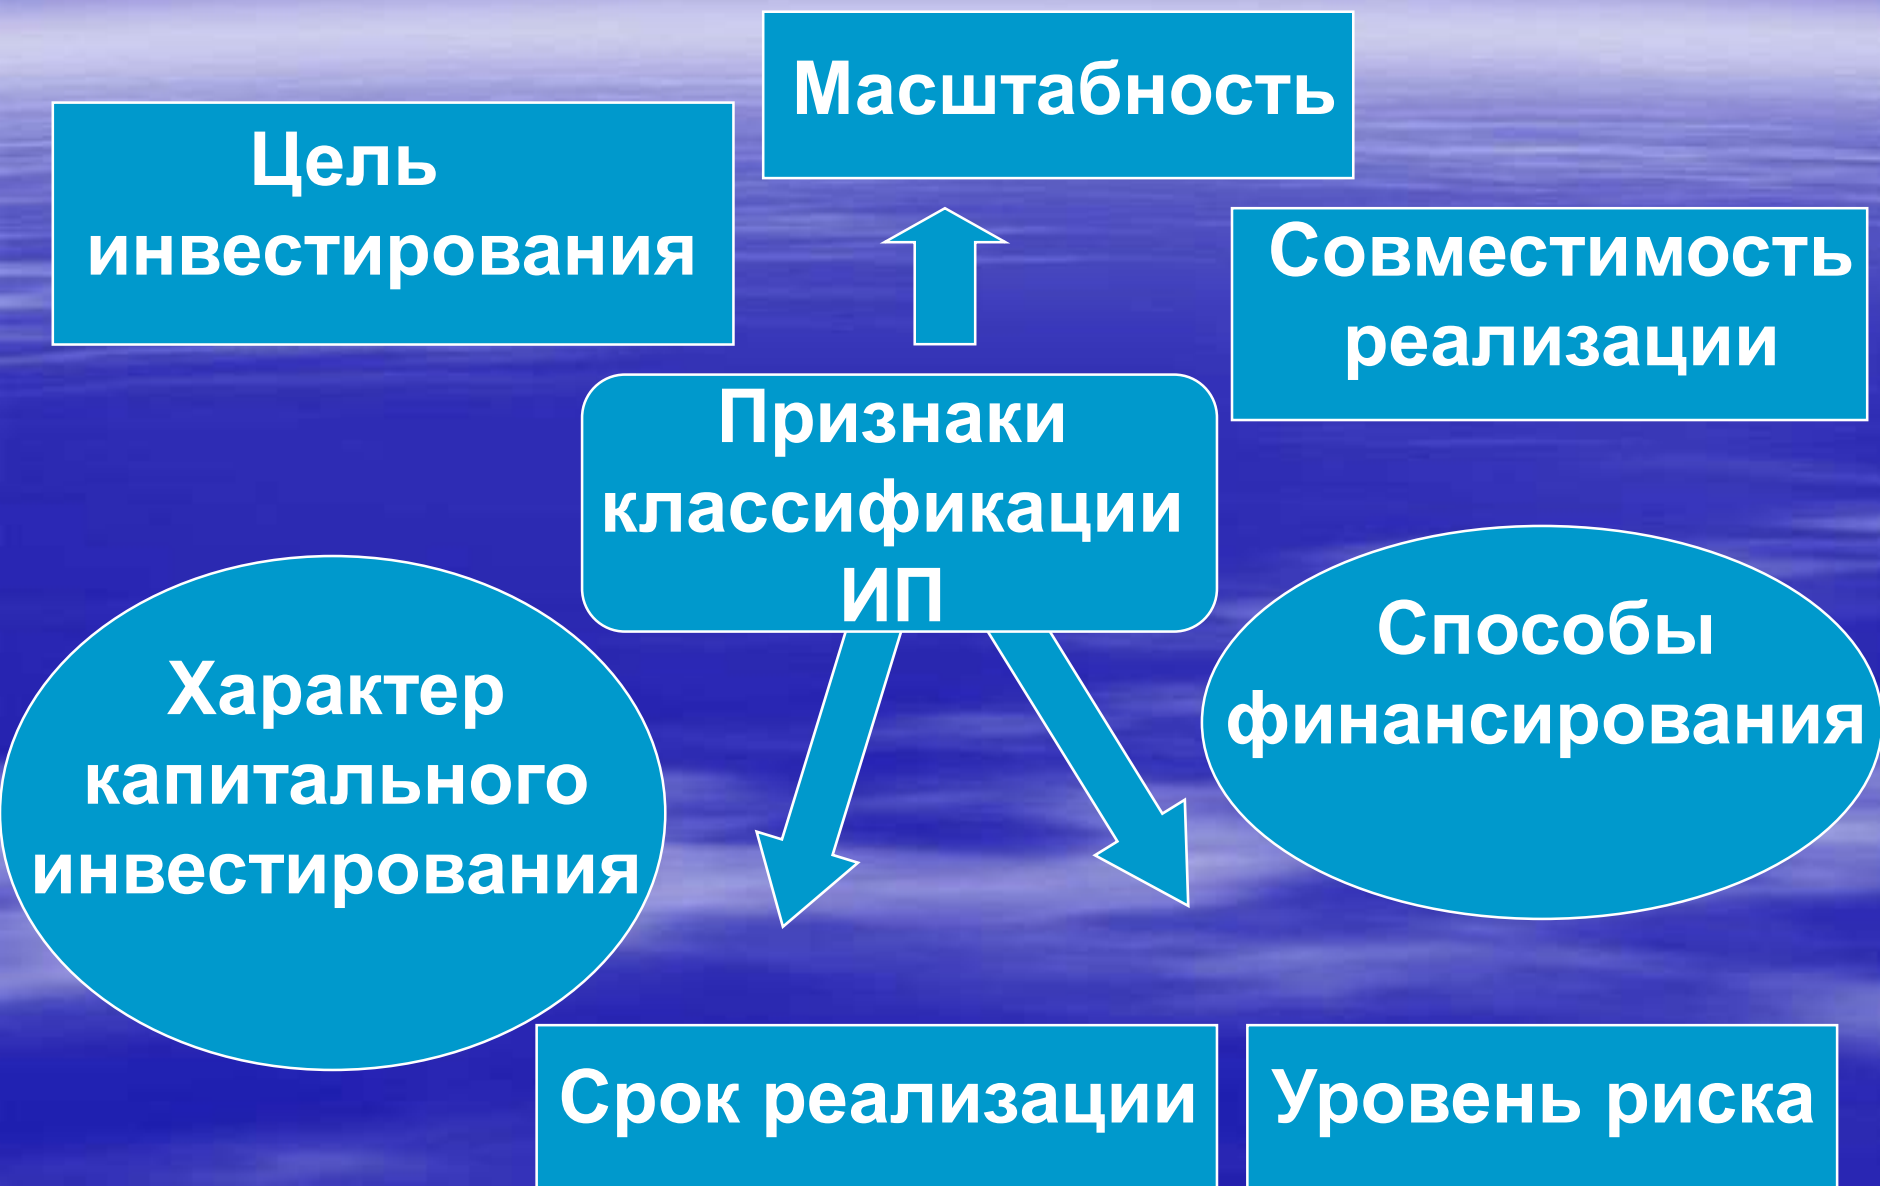 Масштабность
Цель
инвестирования
Совместимость
реализации
Признаки
классификации
ИП
Способы
финансирования
Характер
капитального
инвестирования
Срок реализации
Уровень риска